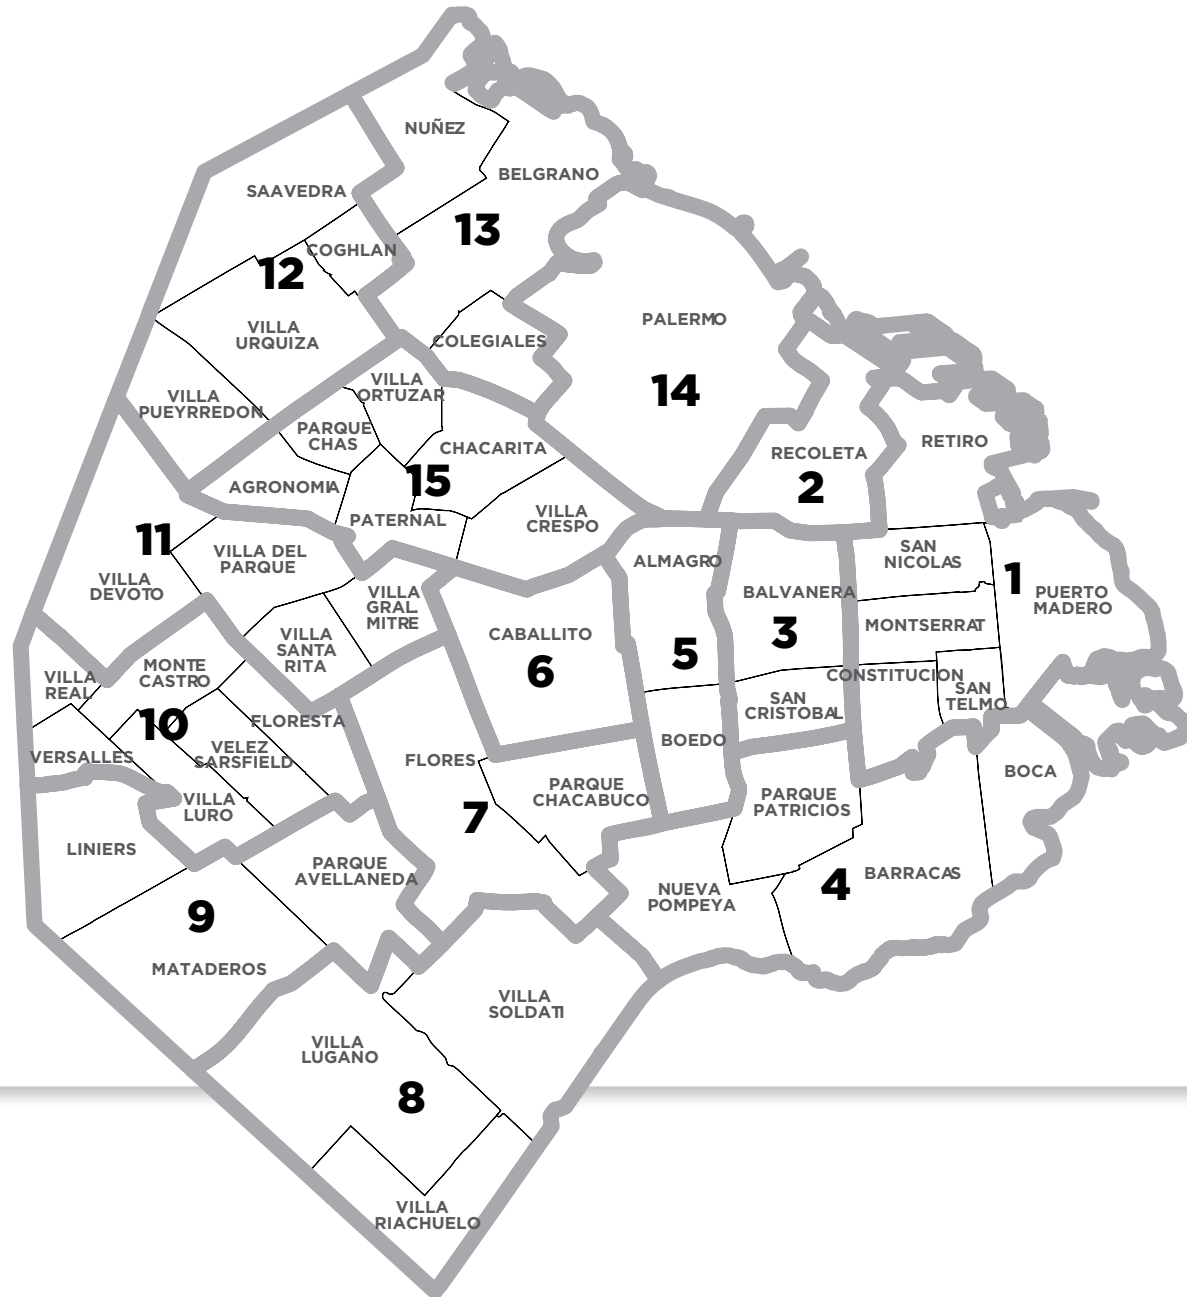 NUÑEZ
BELGRANO
SAAVEDRA
13
COGHLAN
12
VILLA
URQUIZA
COLEGIALES
PALERMO
14
VILLA
PUEYRREDON
VILLA
ORTUZAR
PARQUE
CHAS
CHACARITA
AGRONOMIA
15
PATERNAL
VILLA
CRESPO
RECOLETA
2
RETIRO
11
VILLA
DEVOTO
VILLA DEL
PARQUE
VILLA
GRAL
MITRE
VILLA
SANTA
RITA
ALMAGRO
5
BALVANERA
3
SAN
NICOLAS
1
PUERTO
MADERO
MONTSERRAT
CABALLITO
6
CONSTITUCION
SAN
TELMO
SAN
CRISTOBAL
VILLA
REAL
MONTE
CASTRO
10
FLORESTA
VERSALLES
VELEZ
SARSFIELD
VILLA
LURO
FLORES
7
PARQUE
CHACABUCO
BOEDO
PARQUE
PATRICIOS
BOCA
LINIERS
PARQUE
AVELLANEDA
9
MATADEROS
NUEVA
POMPEYA
4
BARRACAS
VILLA
SOLDATI
VILLA
LUGANO
8
VILLA
RIACHUELO